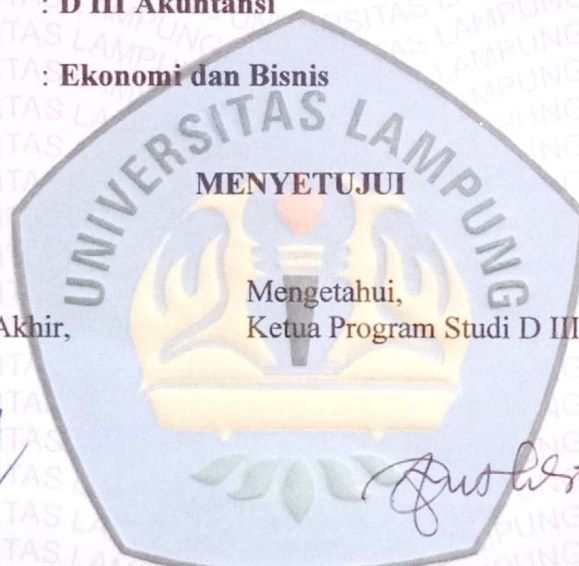 : D III Akuntansi
: Ekonomi dan Bisnis
UNIVERSITAS LAMPUNG
MENYETUJUI
Mengetahui,
Akhir,
Ketua Program Studi D III